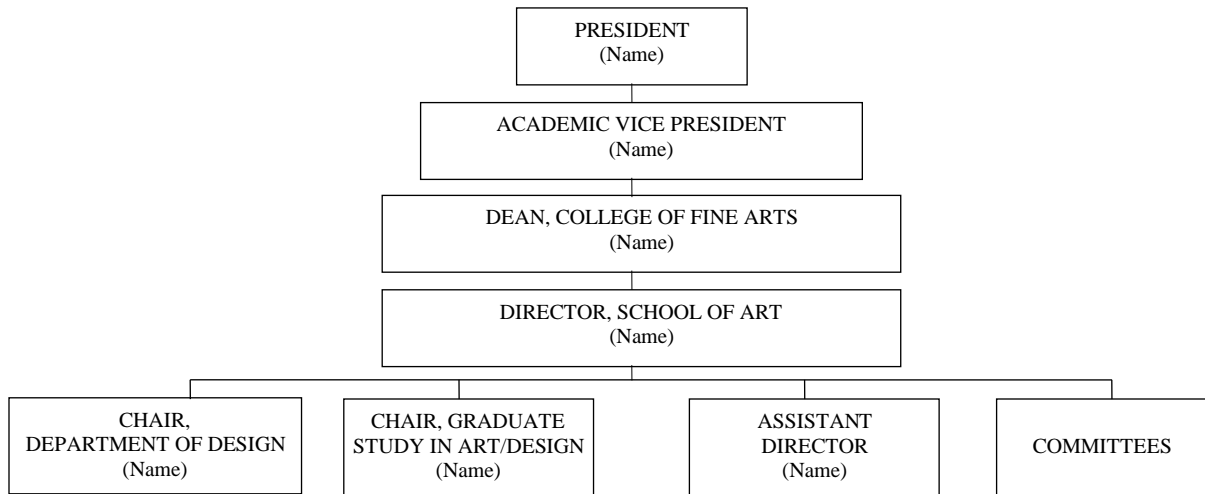 PRESIDENT
(Name)
ACADEMIC VICE PRESIDENT
(Name)
DEAN, COLLEGE OF FINE ARTS
(Name)
DIRECTOR, SCHOOL OF ART
(Name)
CHAIR,
DEPARTMENT OF DESIGN
(Name)
CHAIR, GRADUATE
STUDY IN ART/DESIGN
(Name)
ASSISTANT
DIRECTOR
(Name)
COMMITTEES